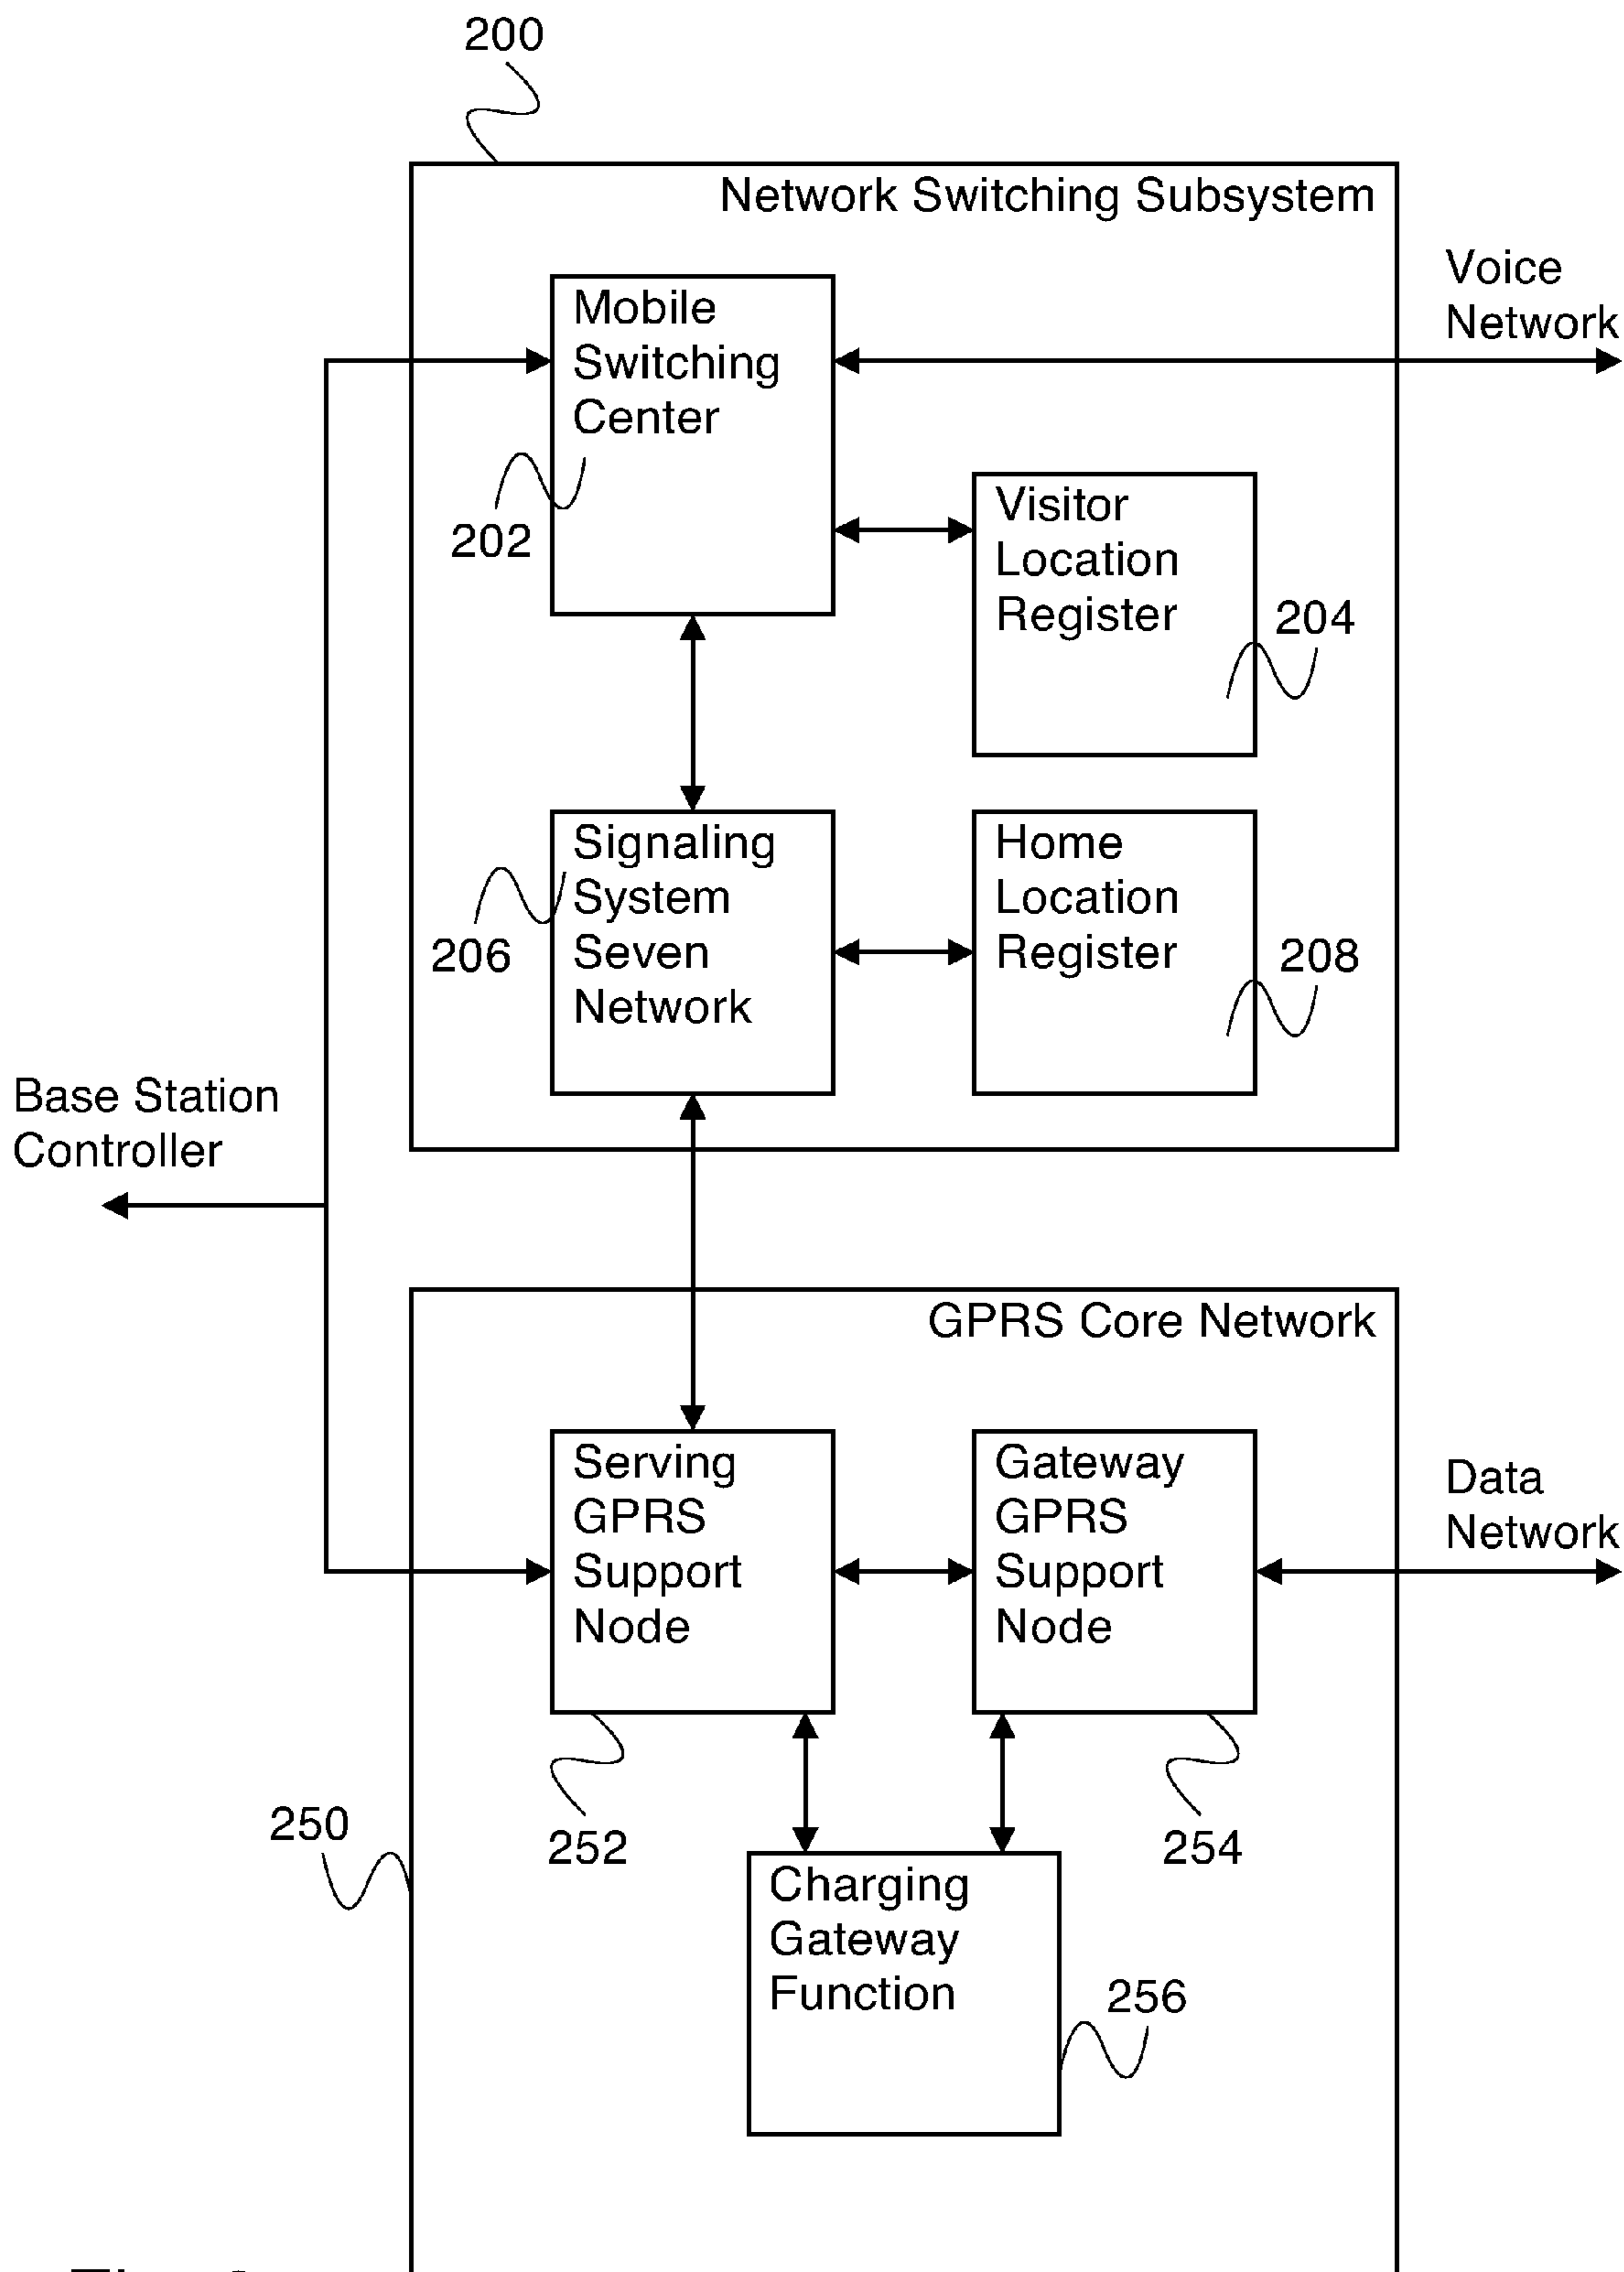 200
Network Switching Subsystem
Voice
Network
Mobile
Switching
Center
202
Visitor
Location
Register
204
Signaling
System
Seven
Network
206
Home
Location
Register
208
Base Station
Controller
GPRS Core Network
Serving
GPRS
Support
Node
Gateway
GPRS
Support
Node
Data
Network
252
254
250
Charging
Gateway
Function
256